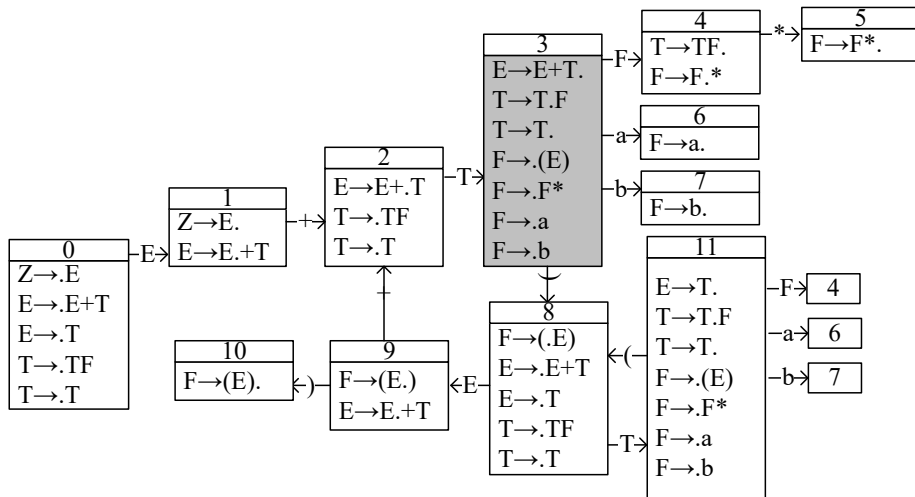 0
Z→.E
E→.E+T
E→.T
T→.TF
T→.T
E
1
Z→E.
E→E.+T
+
2
E→E+.T
T→.TF
T→.T
T
3
E→E+T.
T→T.F
T→T.
F→.(E)
F→.F*
F→.a
F→.b
F
4
T→TF.
F→F.*
*
5
F→F*.
a
6
F→a.
b
7
F→b.
(
8
F→(.E)
E→.E+T
E→.T
T→.TF
T→.T
E
9
F→(E.)
E→E.+T
+
)
10
F→(E).
T
11
E→T.
T→T.F
T→T.
F→.(E)
F→.F*
F→.a
F→.b
(
F
4
a
6
b
7